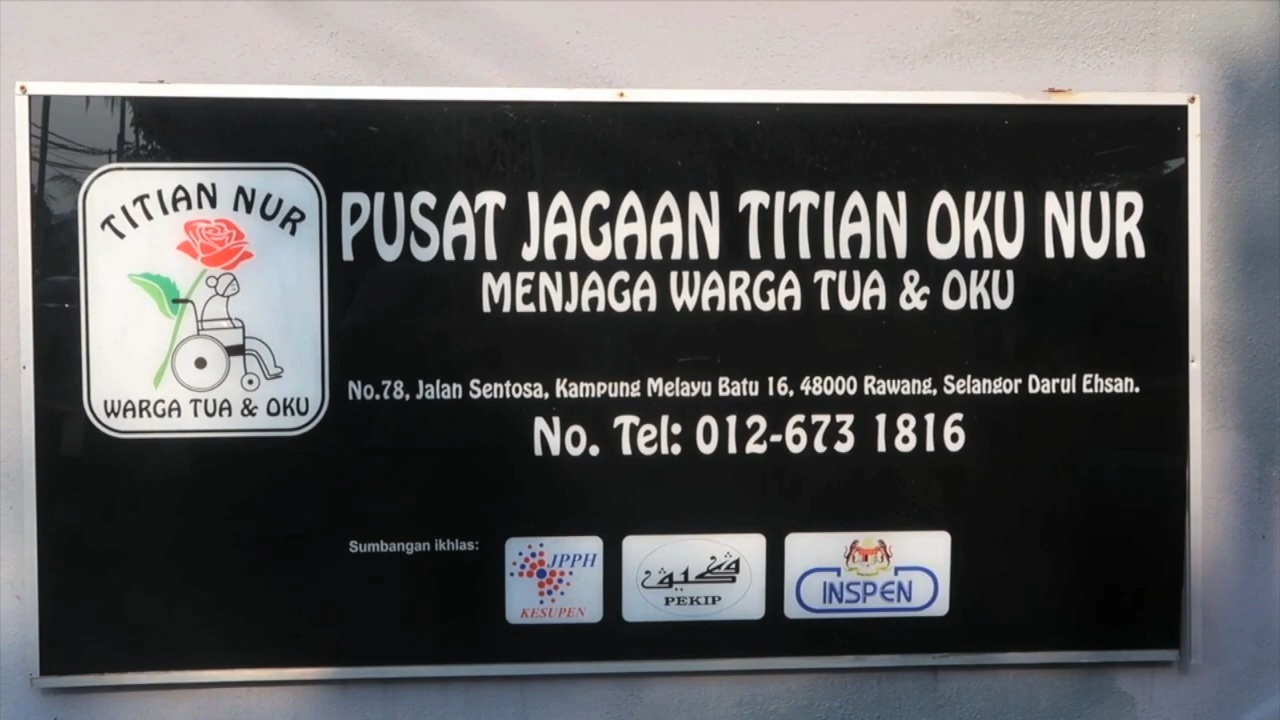 TITIAN NUR
WARGA TUA & OKU
PUSAT JAGAAN TITIAN OKU NUR
MENJAGA WARGA TUA & OKU
No.78, Jalan Sentosa, Kampung Melayu Batu 16, 48000 Rawang, Selangor Darul Ehsan.
No. Tel: 012-673 1816
Sumbangan ikhlas:
JPPH
KESUPEN
ڤكيڤ
PEKIP
INSPEN